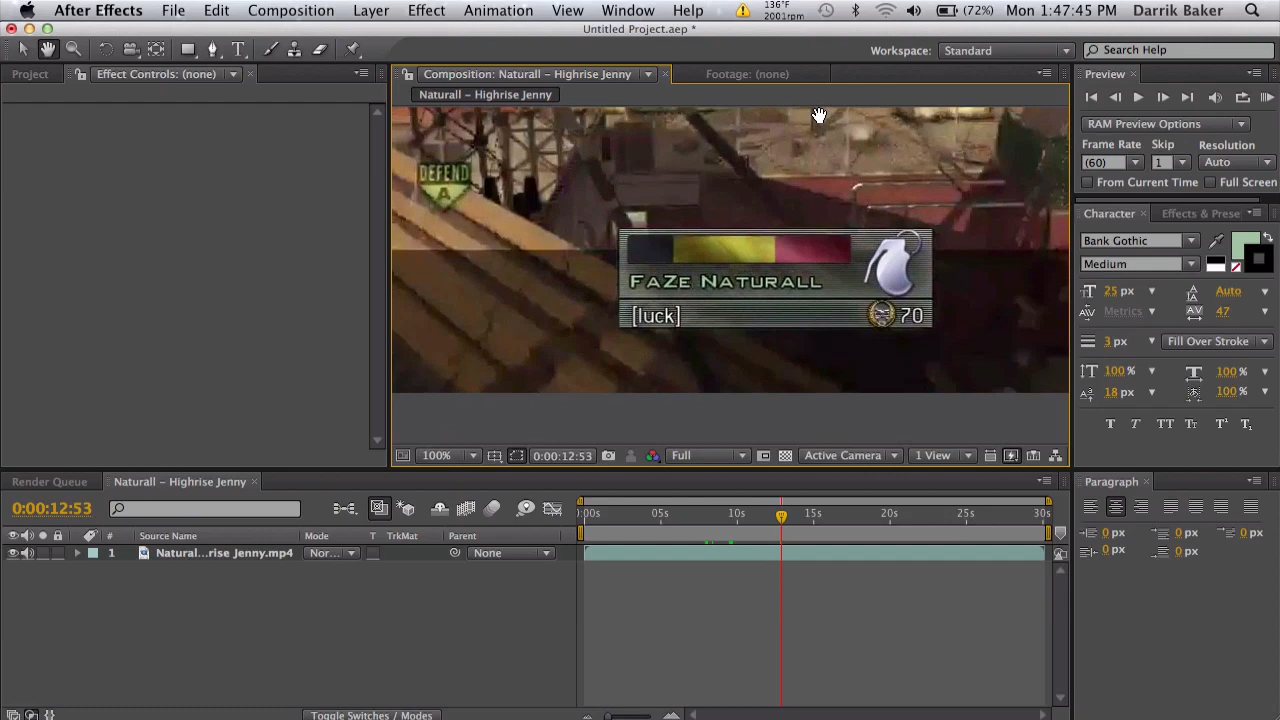 After Effects File Edit Composition Layer Effect Animation View Window Help 136°F 2001rpm (72%) Mon 1:47:45 PM Darrik Baker
Untitled Project.aep *
Workspace: Standard Search Help
Project Effect Controls: (none) Composition: Naturall – Highrise Jenny Footage: (none) Preview
Naturall – Highrise Jenny
RAM Preview Options
Frame Rate Skip Resolution
(60) 1 Auto
From Current Time Full Screen
DEFEND
A
Character Effects & Prese
Bank Gothic
Medium
FaZe Naturall
[luck] 70
25 px Auto
Metrics 47
3 px Fill Over Stroke
100 % 100 %
18 px 100 %
T T TT Tr T¹ T₁
100% Full 0:00:12:53 Active Camera 1 View
Render Queue Naturall – Highrise Jenny Paragraph
0:00:12:53
:00s 05s 10s 15s 20s 25s 30s
# Source Name Mode T TrkMat Parent
0 px 0 px 0 px
1 Natural...rise Jenny.mp4 Nor... None
0 px 0 px
Toggle Switches / Modes